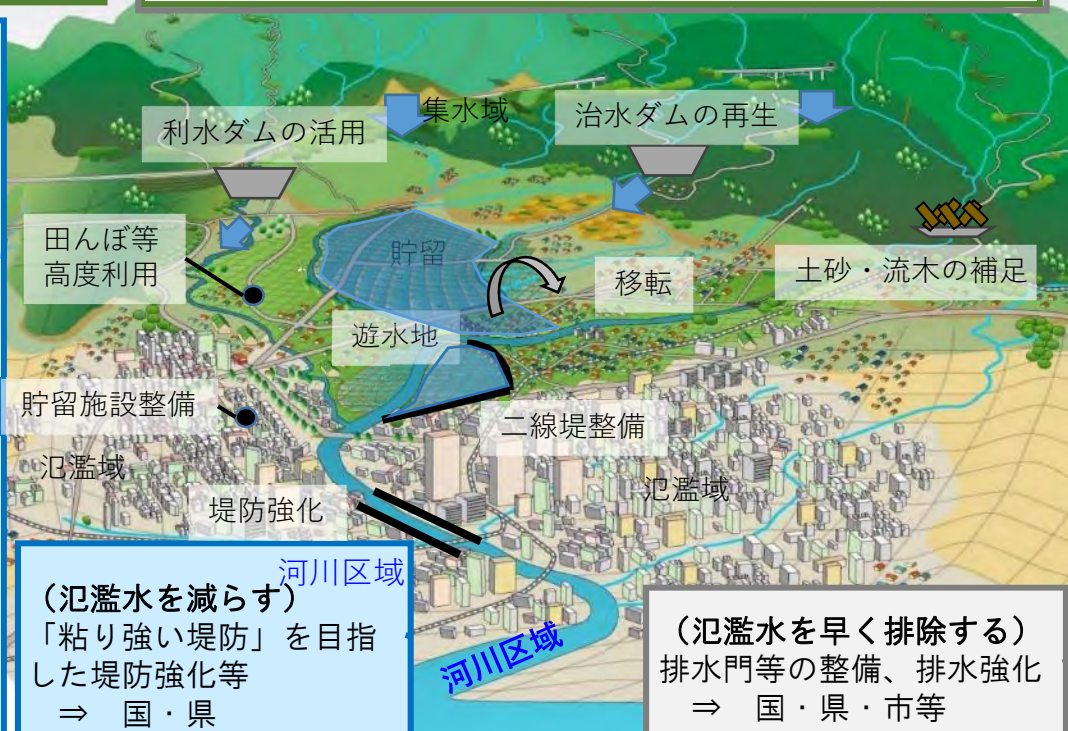 集水域
利水ダムの活用
治水ダムの再生
田んぼ等
高度利用
貯留
移転
土砂・流木の補足
遊水地
貯留施設整備
二線堤整備
氾濫域
氾濫域
堤防強化
河川区域
河川区域
（氾濫水を減らす）
「粘り強い堤防」を目指
した堤防強化等
⇒　国・県
（氾濫水を早く排除する）
排水門等の整備、排水強化
⇒　国・県・市等